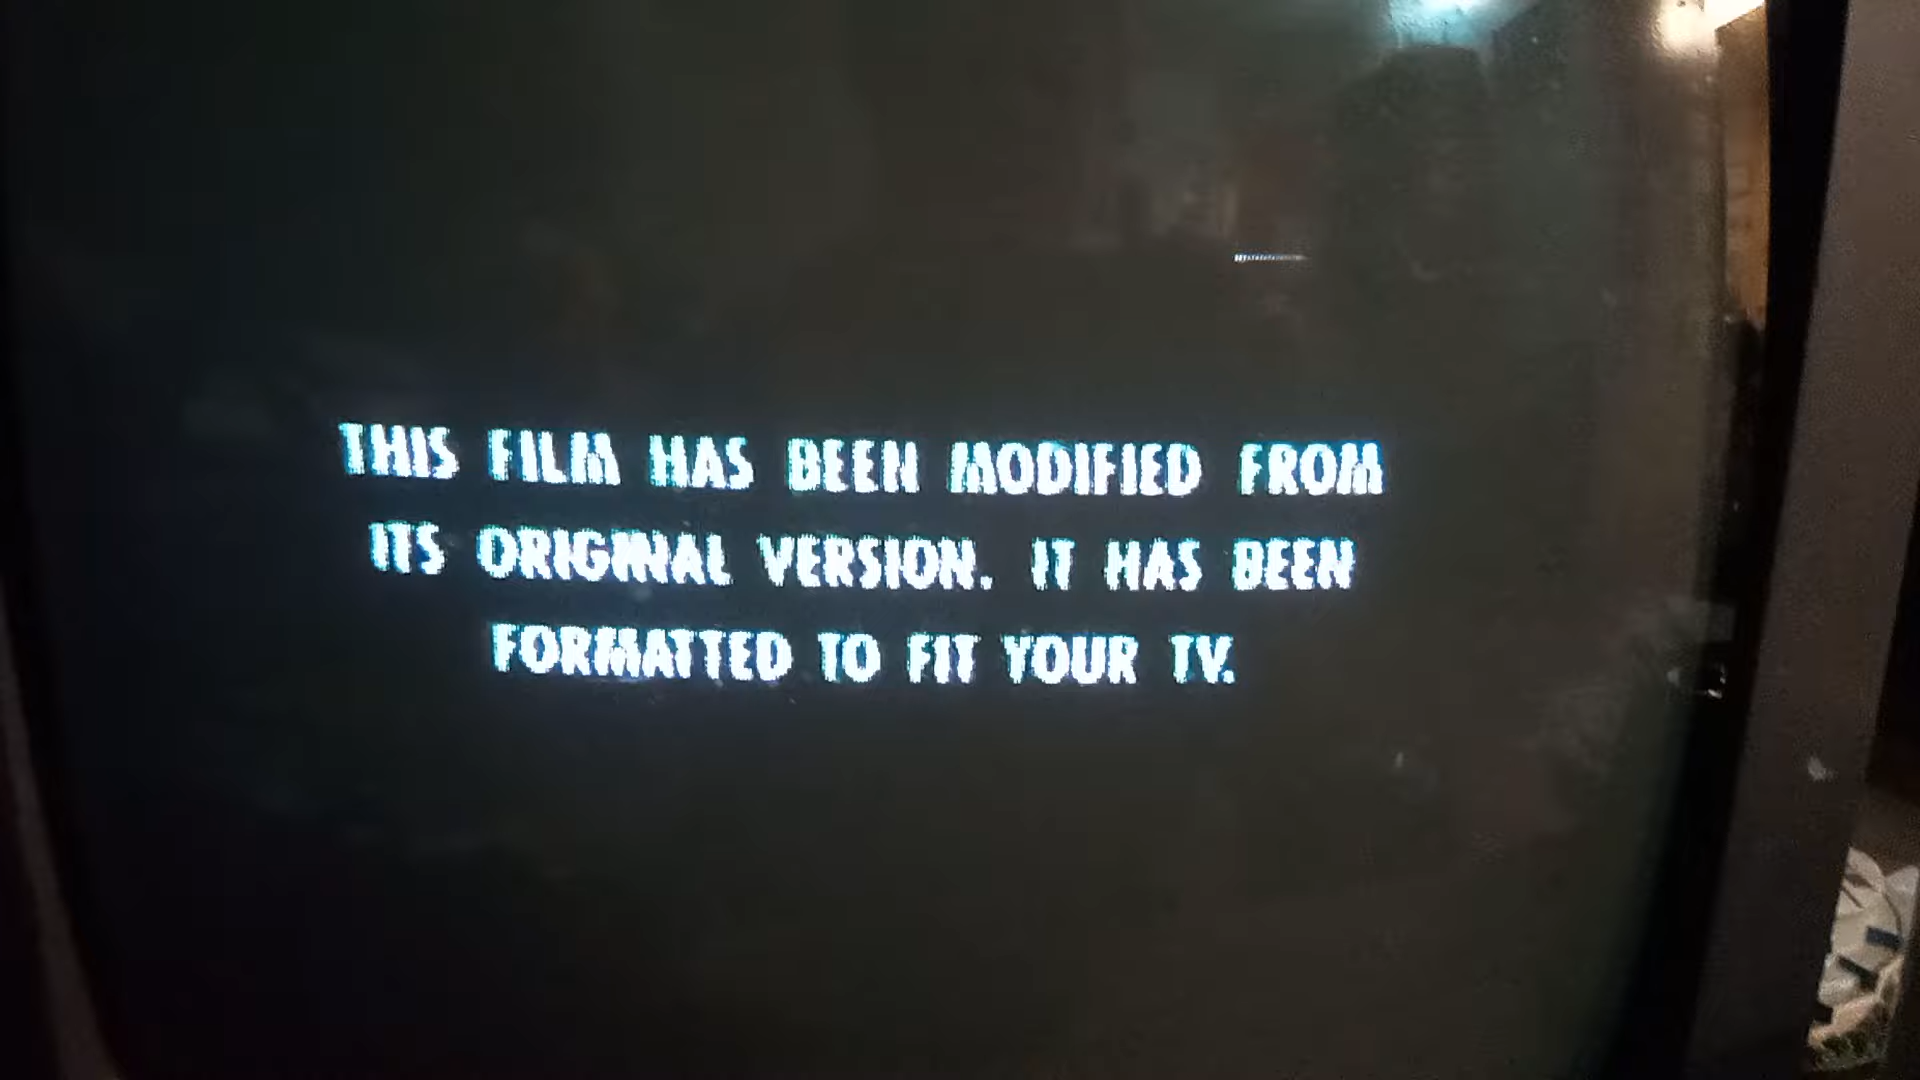 THIS FILM HAS BEEN MODIFIED FROM
ITS ORIGINAL VERSION. IT HAS BEEN
FORMATTED TO FIT YOUR TV.